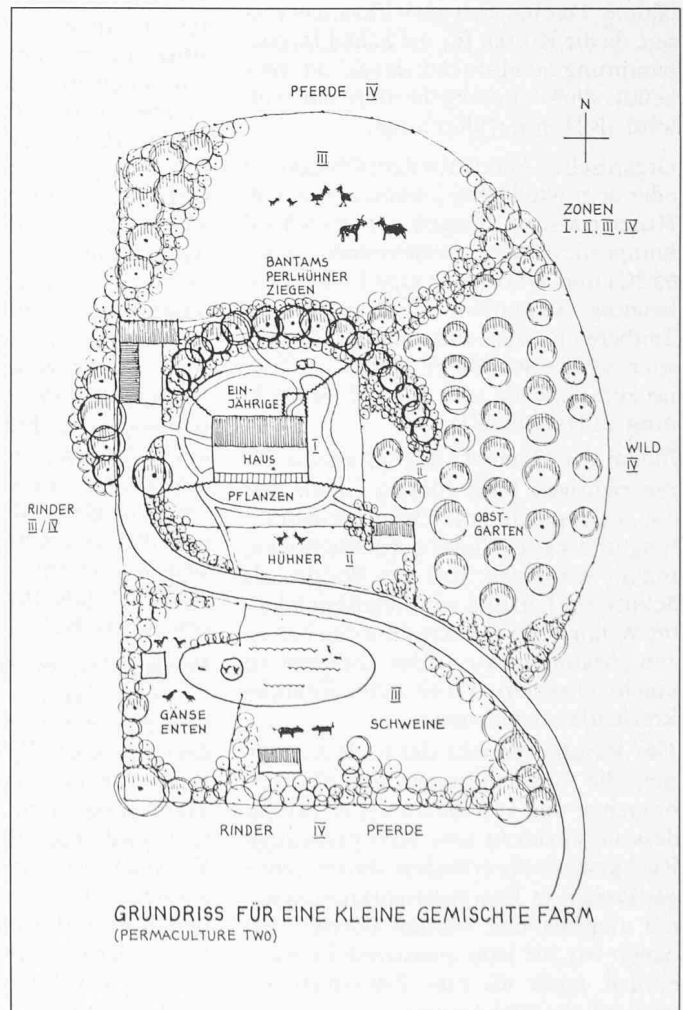 PFERDE IV
N
III
ZONEN
I, II, III, IV
BANTAMS
PERLHÜHNER
ZIEGEN
EIN-
JÄHRIGE
I
HAUS
II
WILD
IV
PFLANZEN
RINDER
III/IV
OBST-
GARTEN
HÜHNER
II
III
GÄNSE
ENTEN
SCHWEINE
RINDER IV PFERDE
GRUNDRISS FÜR EINE KLEINE GEMISCHTE FARM
(PERMACULTURE TWO)